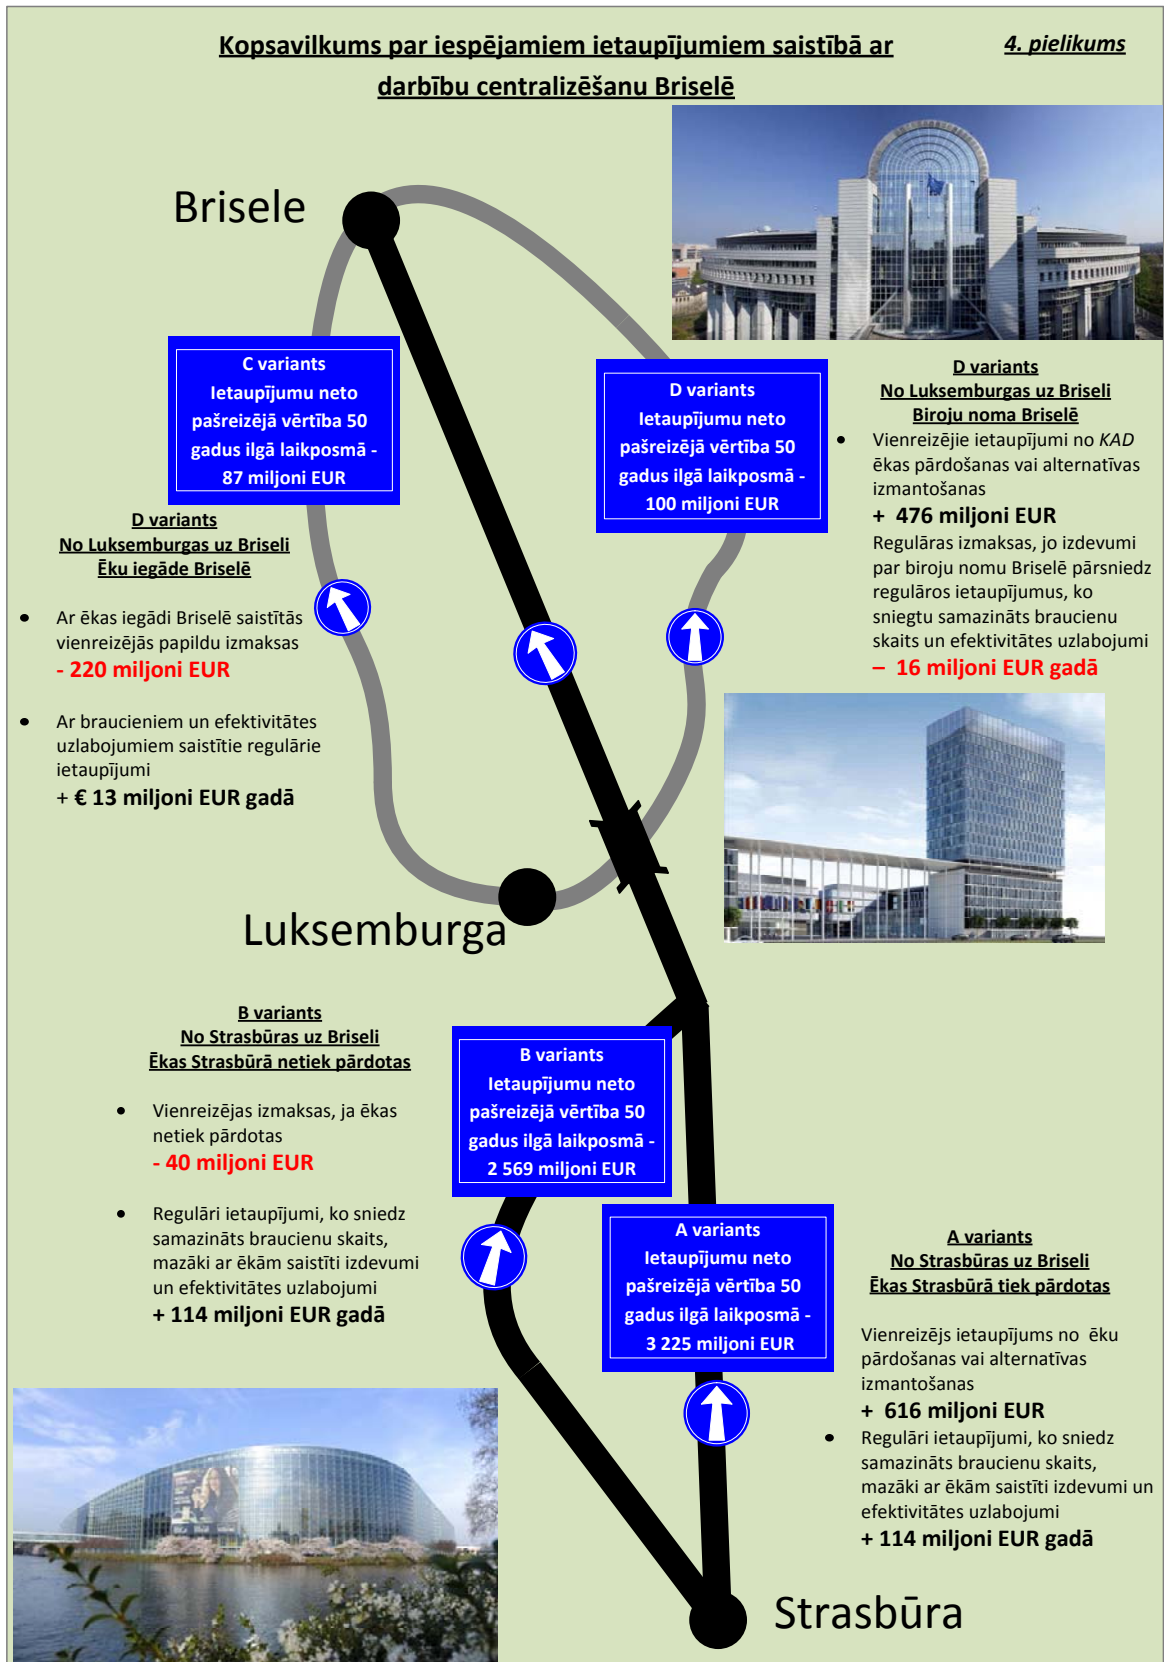 Kopsavilkums par iespējamiem ietaupījumiem saistībā ar
darbību centralizēšanu Briselē
4. pielikums
Brisele
C variants
Ietaupījumu neto
pašreizējā vērtība 50
gadus ilgā laikposmā -
87 miljoni EUR
D variants
Ietaupījumu neto
pašreizējā vērtība 50
gadus ilgā laikposmā -
100 miljoni EUR
D variants
No Luksemburgas uz Briseli
Biroju noma Briselē
• Vienreizējie ietaupījumi no KAD
ēkas pārdošanas vai alternatīvas
izmantošanas
+ 476 miljoni EUR
Regulāras izmaksas, jo izdevumi
par biroju nomu Briselē pārsniedz
regulāros ietaupījumus, ko
sniegtu samazināts braucienu
skaits un efektivitātes uzlabojumi
– 16 miljoni EUR gadā
D variants
No Luksemburgas uz Briseli
Ēku iegāde Briselē
• Ar ēkas iegādi Briselē saistītās
vienreizējās papildu izmaksas
- 220 miljoni EUR
• Ar braucieniem un efektivitātes
uzlabojumiem saistītie regulārie
ietaupījumi
+ € 13 miljoni EUR gadā
Luksemburga
B variants
No Strasbūras uz Briseli
Ēkas Strasbūrā netiek pārdotas
• Vienreizējas izmaksas, ja ēkas
netiek pārdotas
- 40 miljoni EUR
• Regulāri ietaupījumi, ko sniedz
samazināts braucienu skaits,
mazāki ar ēkām saistīti izdevumi
un efektivitātes uzlabojumi
+ 114 miljoni EUR gadā
B variants
Ietaupījumu neto
pašreizējā vērtība 50
gadus ilgā laikposmā -
2 569 miljoni EUR
A variants
Ietaupījumu neto
pašreizējā vērtība 50
gadus ilgā laikposmā -
3 225 miljoni EUR
A variants
No Strasbūras uz Briseli
Ēkas Strasbūrā tiek pārdotas
Vienreizējs ietaupījums no ēku
pārdošanas vai alternatīvas
izmantošanas
+ 616 miljoni EUR
• Regulāri ietaupījumi, ko sniedz
samazināts braucienu skaits,
mazāki ar ēkām saistīti izdevumi un
efektivitātes uzlabojumi
+ 114 miljoni EUR gadā
Strasbūra